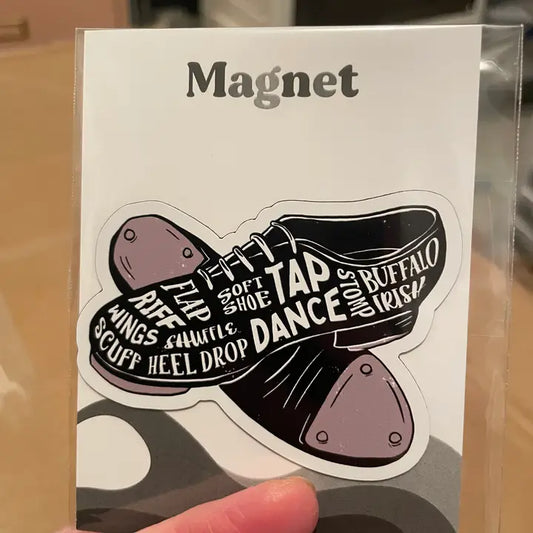 Magnet
FLAP
RIFF
WINGS
SCUFF
SHUFFLE
HEEL DROP
SOFT
SHOE
TAP
DANCE
STOMP
BUFFALO
IRISH